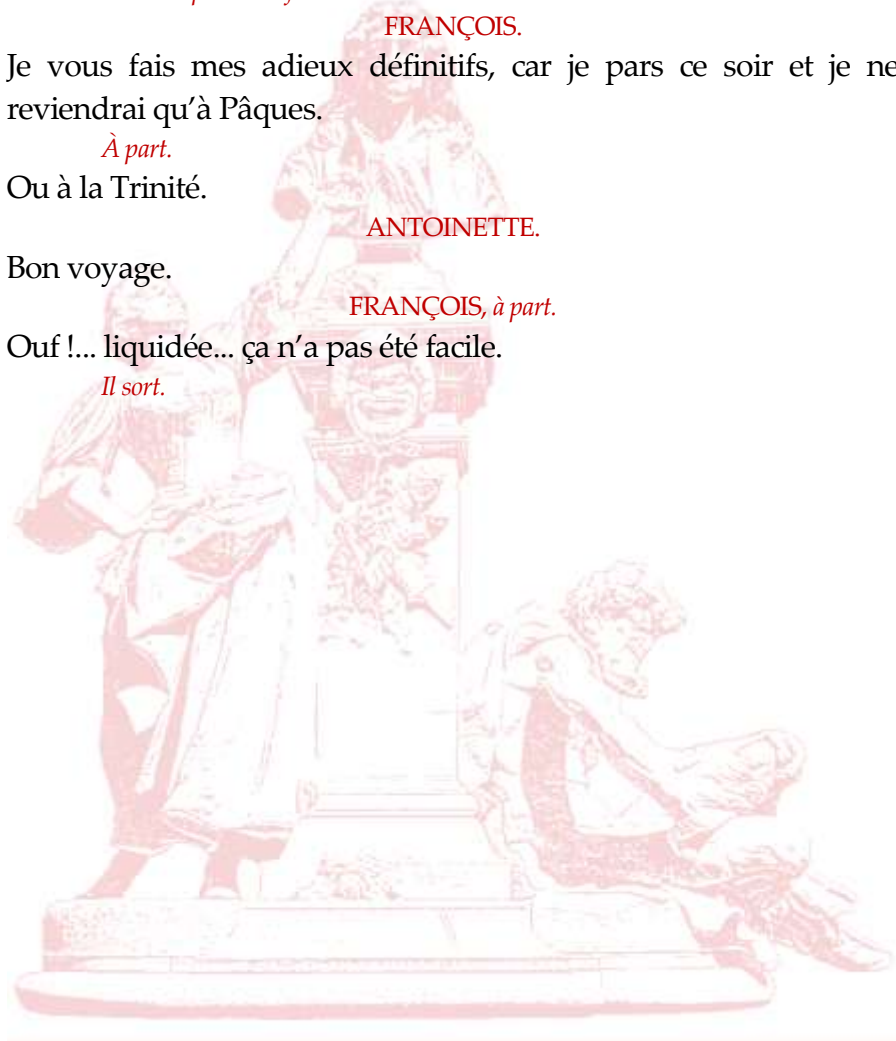 FRANÇOIS.
Je vous fais mes adieux définitifs, car je pars ce soir et je ne
reviendrai qu’à Pâques.
À part.
Ou à la Trinité.
ANTOINETTE.
Bon voyage.
FRANÇOIS, à part.
Ouf !... liquidée... ça n’a pas été facile.
Il sort.